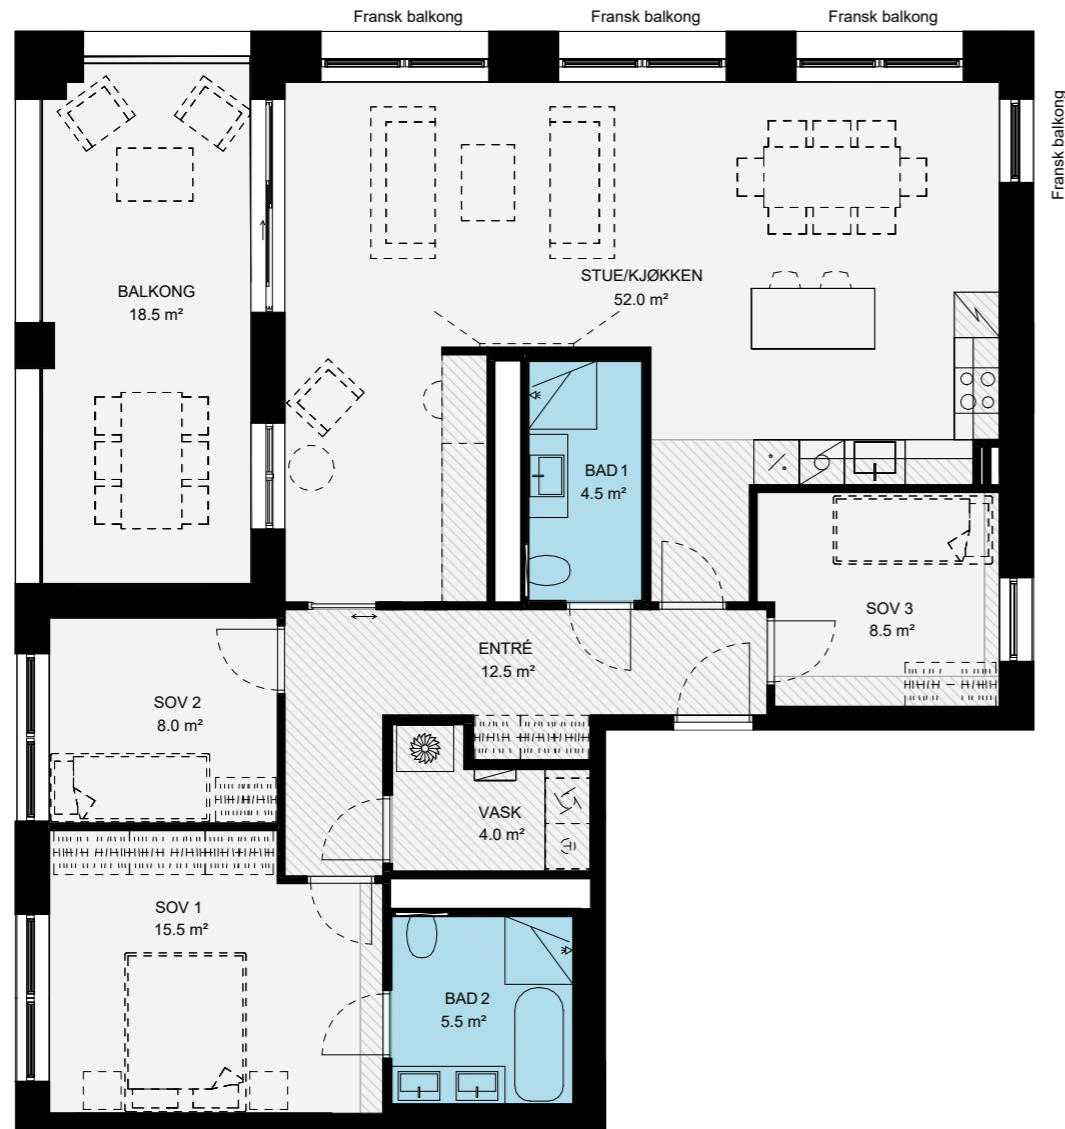 Fransk balkong
Fransk balkong
Fransk balkong
Fransk balkong
BALKONG
18.5 m²
STUE/KJØKKEN
52.0 m²
BAD 1
4.5 m²
SOV 3
8.5 m²
ENTRÉ
12.5 m²
SOV 2
8.0 m²
VASK
4.0 m²
SOV 1
15.5 m²
BAD 2
5.5 m²